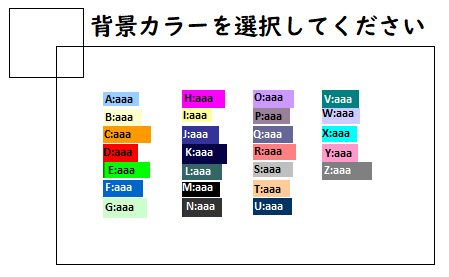 背景カラーを選択してください
A:aaa
B:aaa
C:aaa
D:aaa
E:aaa
F:aaa
G:aaa
H:aaa
I:aaa
J:aaa
K:aaa
L:aaa
M:aaa
N:aaa
O:aaa
P:aaa
Q:aaa
R:aaa
S:aaa
T:aaa
U:aaa
V:aaa
W:aaa
X:aaa
Y:aaa
Z:aaa